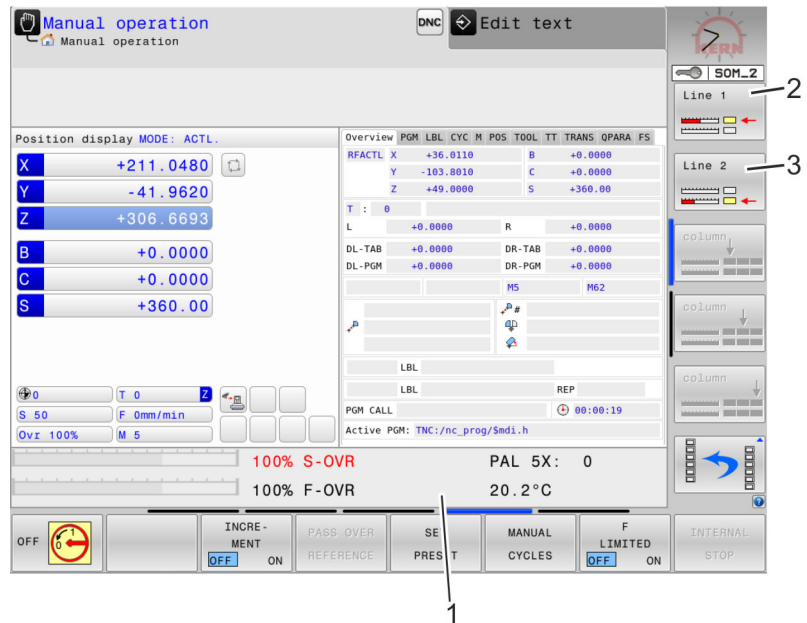 Manual operation
Manual operation
DNC
Edit text
KERN
SOM_2
Line 1
2
Line 2
3
column
column
column
Position display MODE: ACTL.
X +211.0480
Y -41.9620
Z +306.6693
B +0.0000
C +0.0000
S +360.00
0 T 0 Z
S 50 F 0mm/min
Ovr 100% M 5
Overview PGM LBL CYC M POS TOOL TT TRANS QPARA FS
RFACTL X +36.0110 B +0.0000
Y -103.8010 C +0.0000
Z +49.0000 S +360.00
T : 0
L +0.0000 R +0.0000
DL-TAB +0.0000 DR-TAB +0.0000
DL-PGM +0.0000 DR-PGM +0.0000
M5 M62
#
LBL
LBL REP
PGM CALL 00:00:19
Active PGM: TNC:/nc_prog/$mdi.h
100% S-OVR PAL 5X: 0
100% F-OVR 20.2°C
OFF 0 1
INCRE-
MENT
OFF ON
PASS OVER
REFERENCE
MANUAL
CYCLES
F
LIMITED
OFF ON
INTERNAL
STOP
1